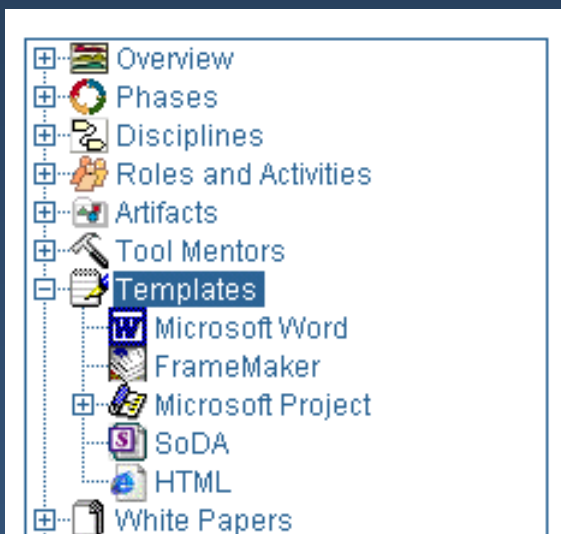 Overview
Phases
Disciplines
Roles and Activities
Artifacts
Tool Mentors
Templates
Microsoft Word
FrameMaker
Microsoft Project
SoDA
HTML
White Papers